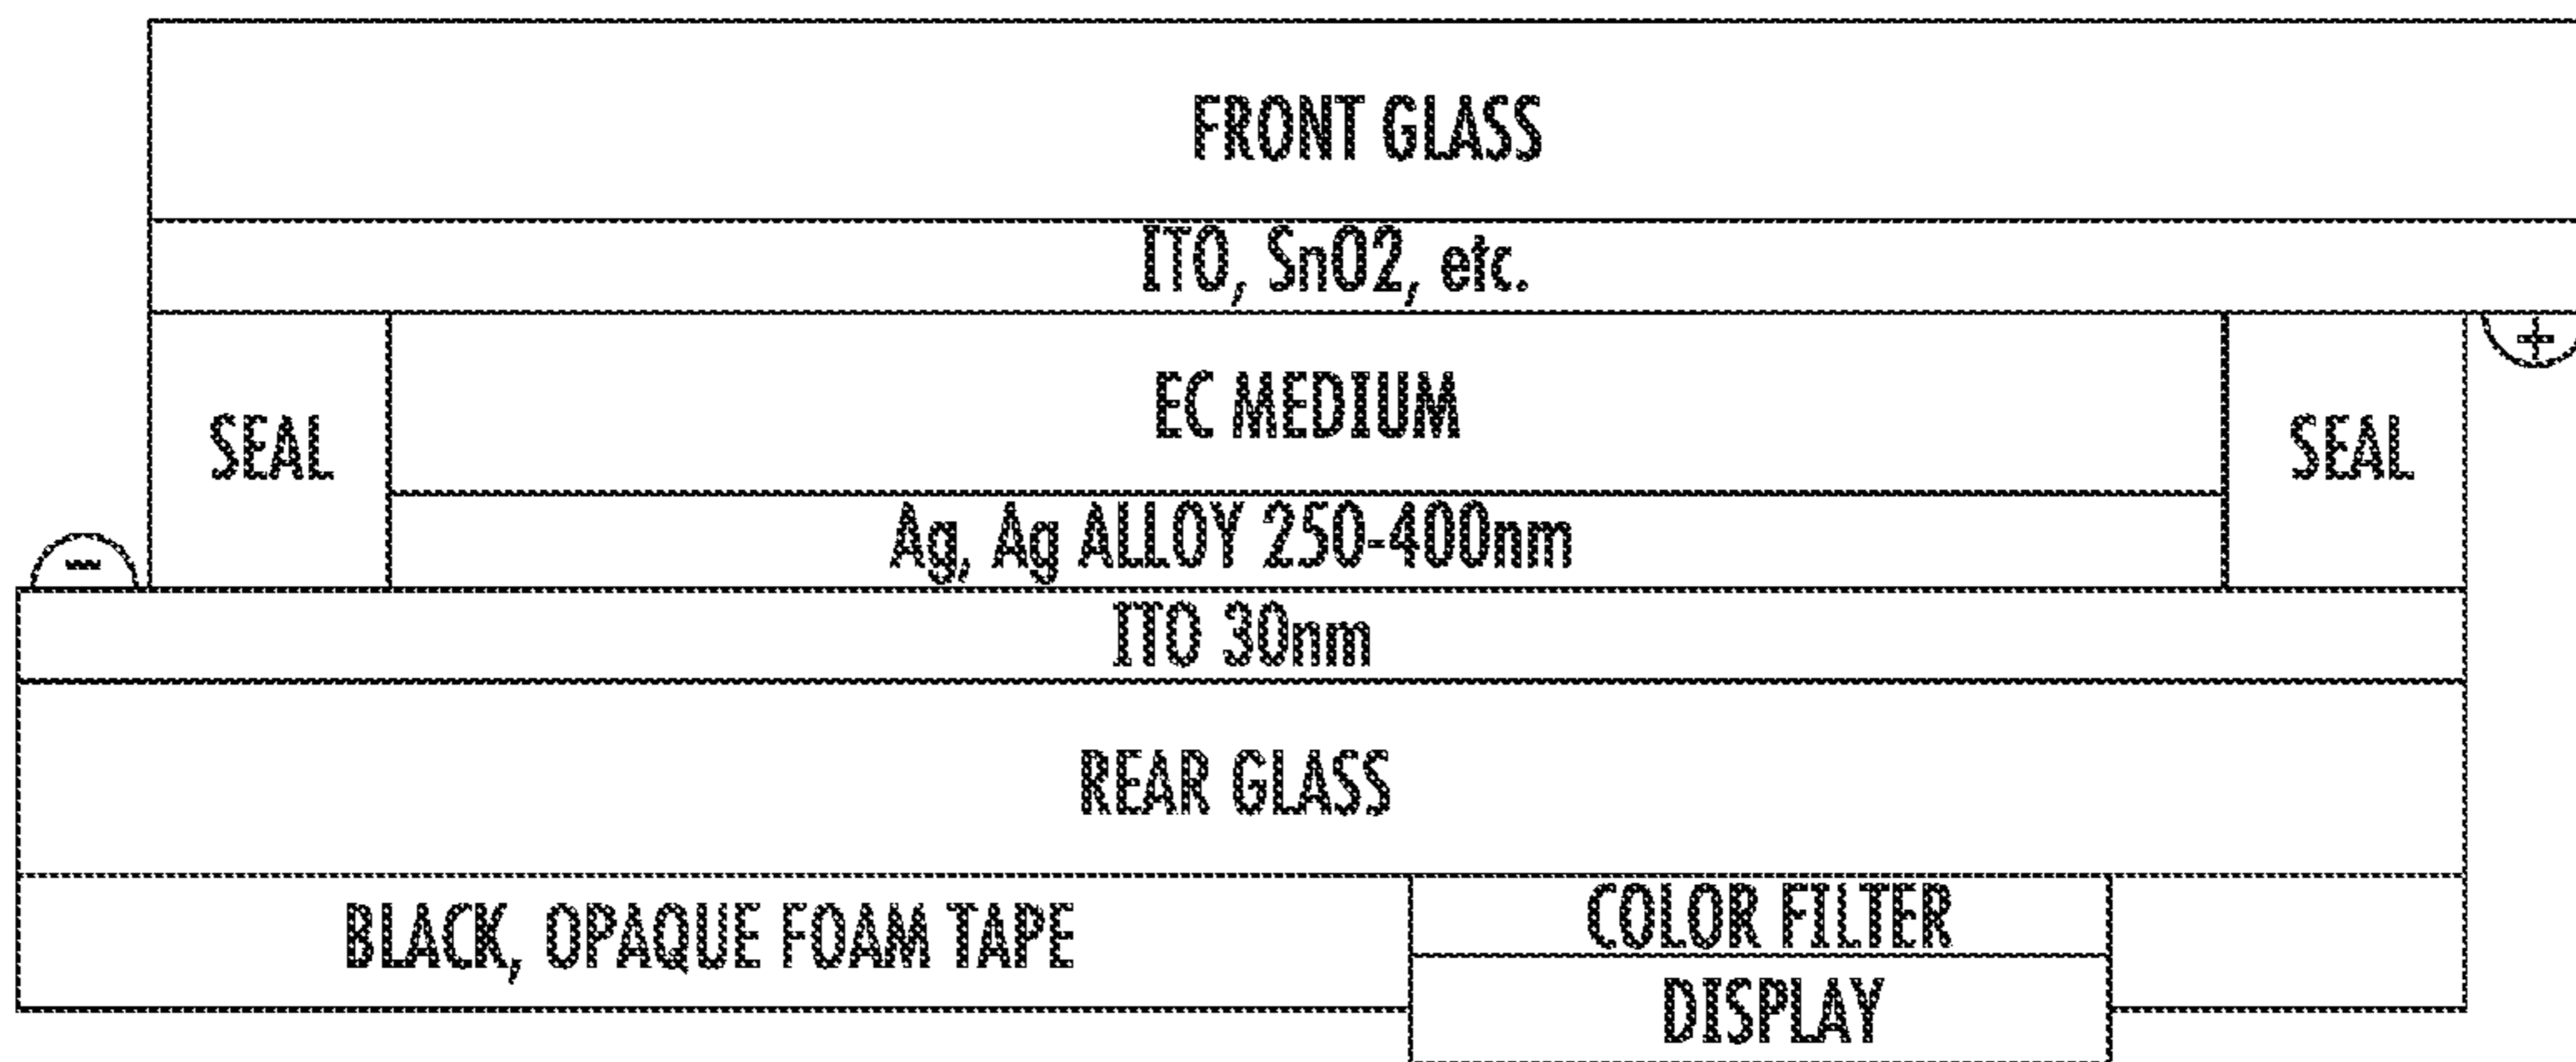 FRONT GLASS
ITO, SnO2, etc.
+
EC MEDIUM
SEAL
SEAL
Ag, Ag ALLOY 250-400nm
-
ITO 30nm
REAR GLASS
BLACK, OPAQUE FOAM TAPE
COLOR FILTER
DISPLAY